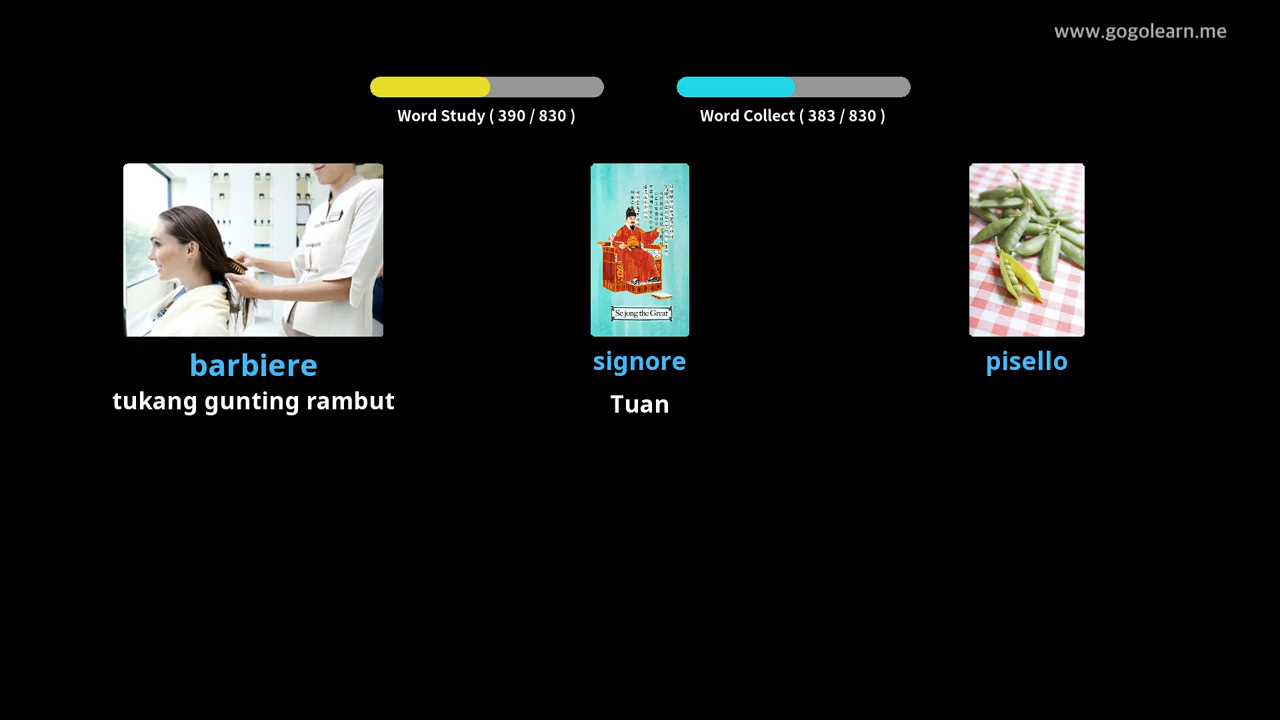 www.gogolearn.me
Word Study ( 390 / 830 )
Word Collect ( 383 / 830 )
Se jong the Great
barbiere
signore
pisello
tukang gunting rambut
Tuan